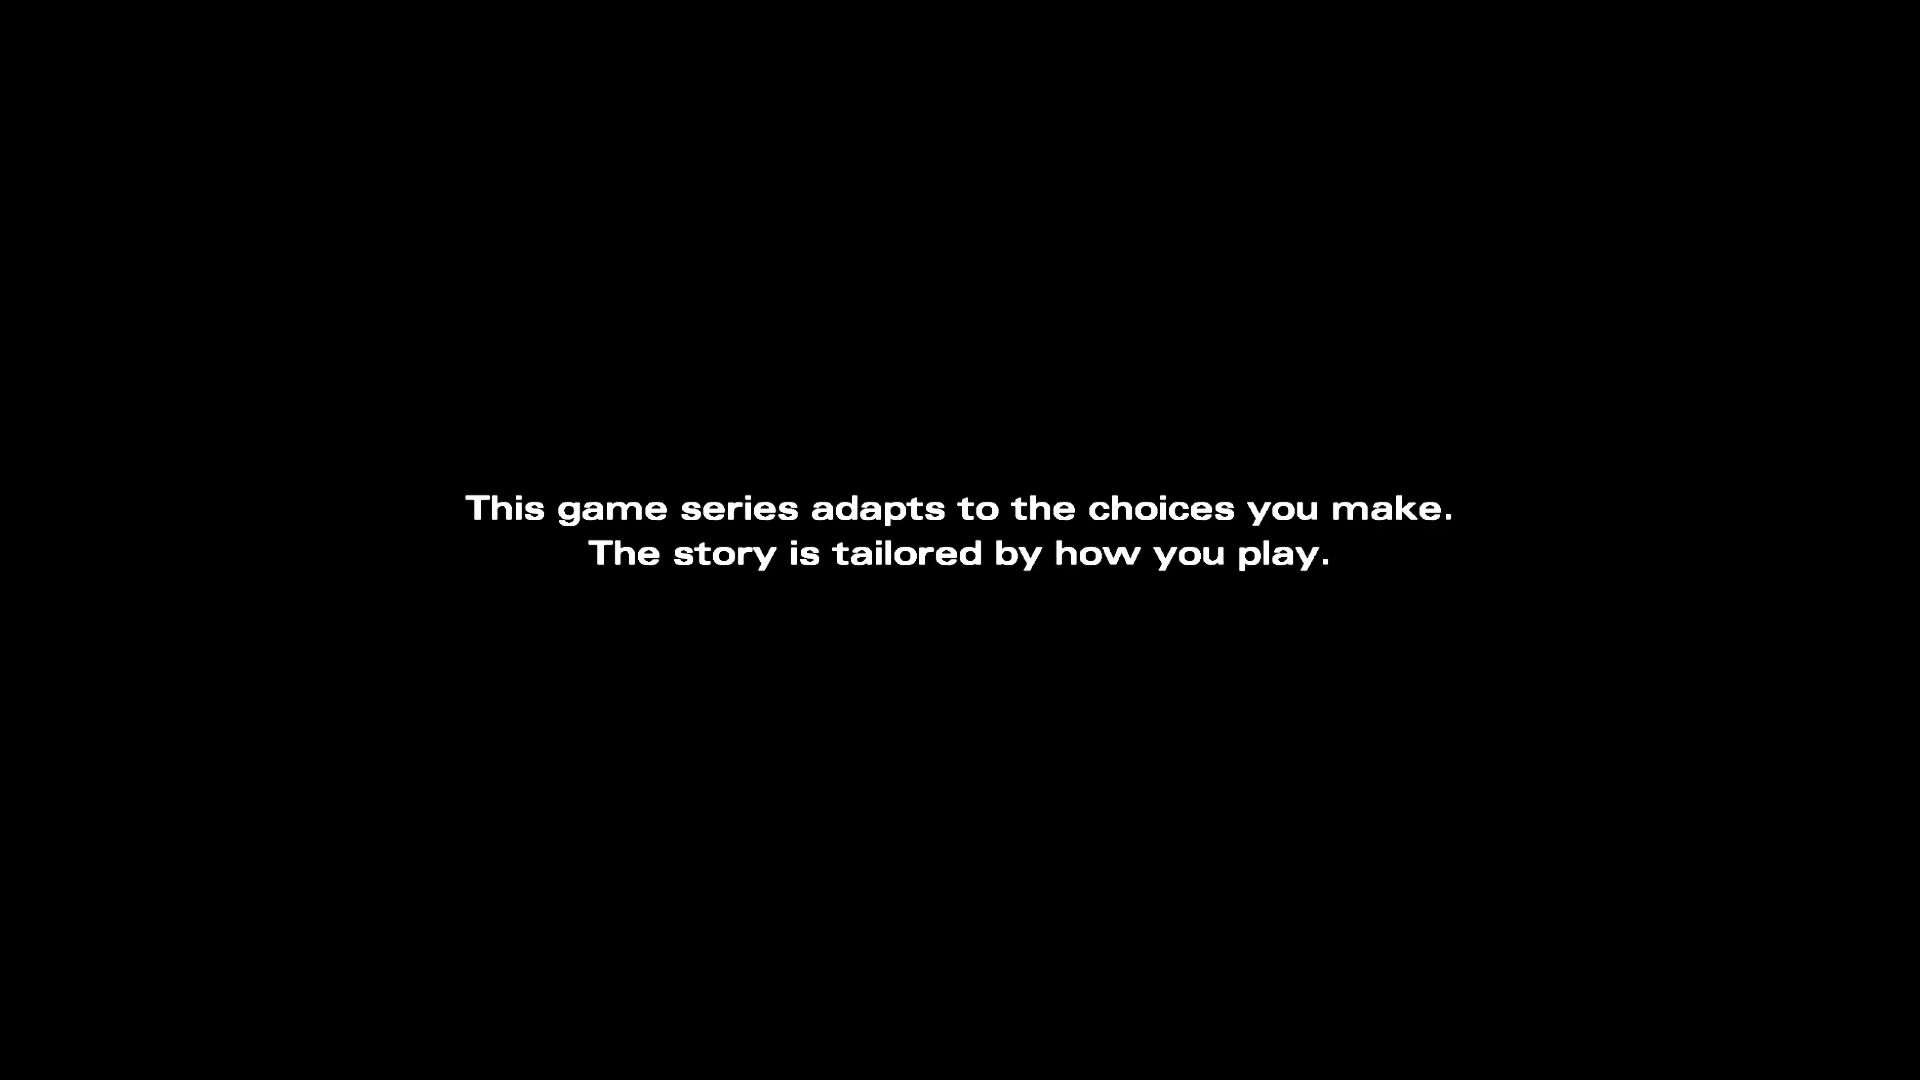 This game series adapts to the choices you make.
The story is tailored by how you play.